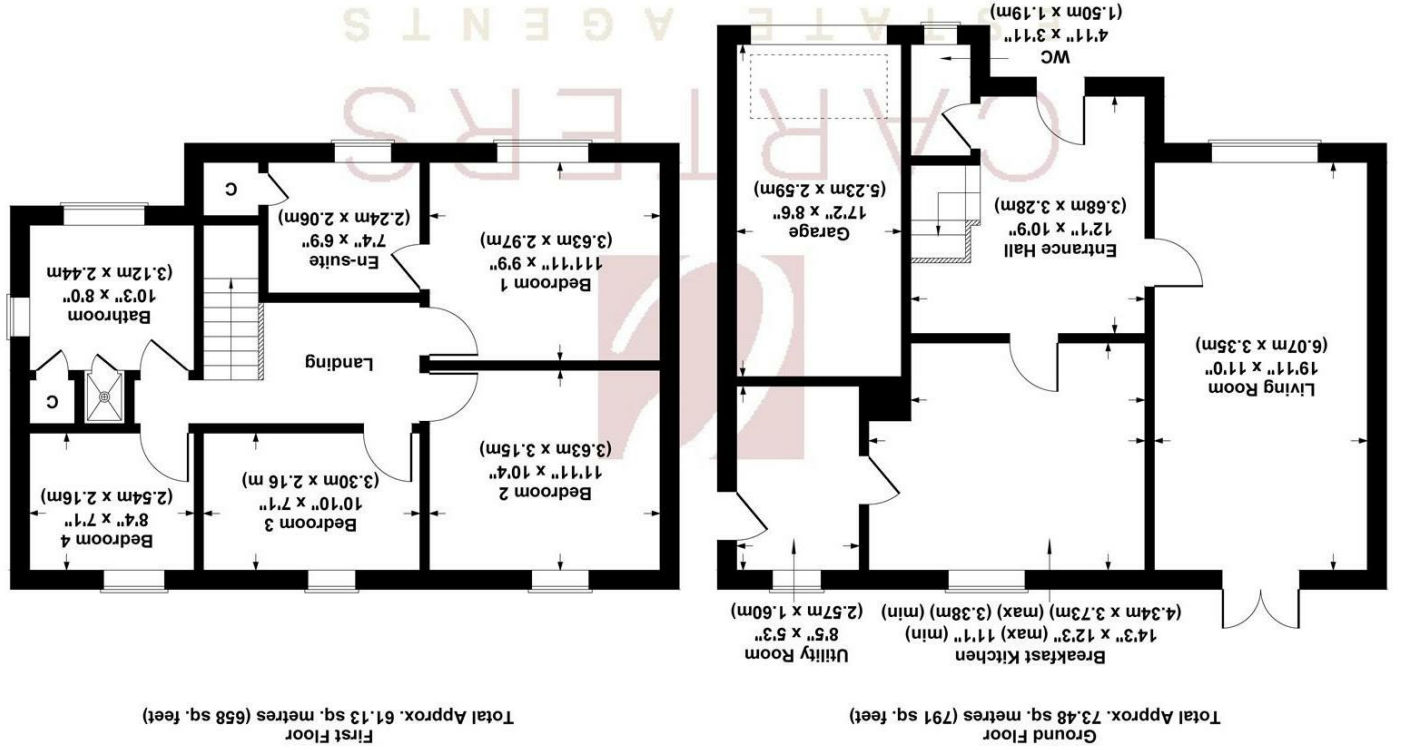 Ground Floor
Total Approx. 73.48 sq. metres (791 sq. feet)
First Floor
Total Approx. 61.13 sq. metres (658 sq. feet)
Breakfast Kitchen
14'3" x 12'3" (max) 11'1" (min)
(4.34m x 3.73m) (max) (3.38m) (min)
Utility Room
8'5" x 5'3"
(2.57m x 1.60m)
Living Room
19'11" x 11'0"
(6.07m x 3.35m)
Entrance Hall
12'1" x 10'9"
(3.68m x 3.28m)
Garage
17'2" x 8'6"
(5.23m x 2.59m)
WC
4'11" x 3'11"
(1.50m x 1.19m)
Bedroom 2
11'11" x 10'4"
(3.63m x 3.15m)
Bedroom 3
10'10" x 7'1"
(3.30m x 2.16 m)
Bedroom 4
8'4" x 7'1"
(2.54m x 2.16m)
Landing
C
Bedroom 1
111'11" x 9'9"
(3.63m x 2.97m)
En-suite
7'4" x 6'9"
(2.24m x 2.06m)
Bathroom
10'3" x 8'0"
(3.12m x 2.44m)
C
CARTERS
ESTATE AGENTS